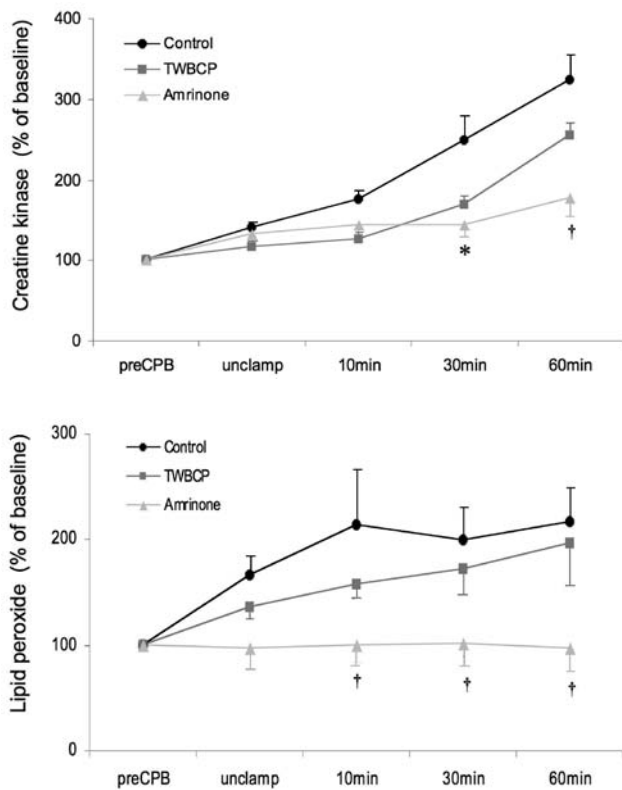 Creatine kinase (% of baseline)
400
300
200
100
0
Control
TWBCP
Amrinone
*
†
preCPB unclamp 10min 30min 60min
Lipid peroxide (% of baseline)
300
200
100
0
Control
TWBCP
Amrinone
† † †
preCPB unclamp 10min 30min 60min